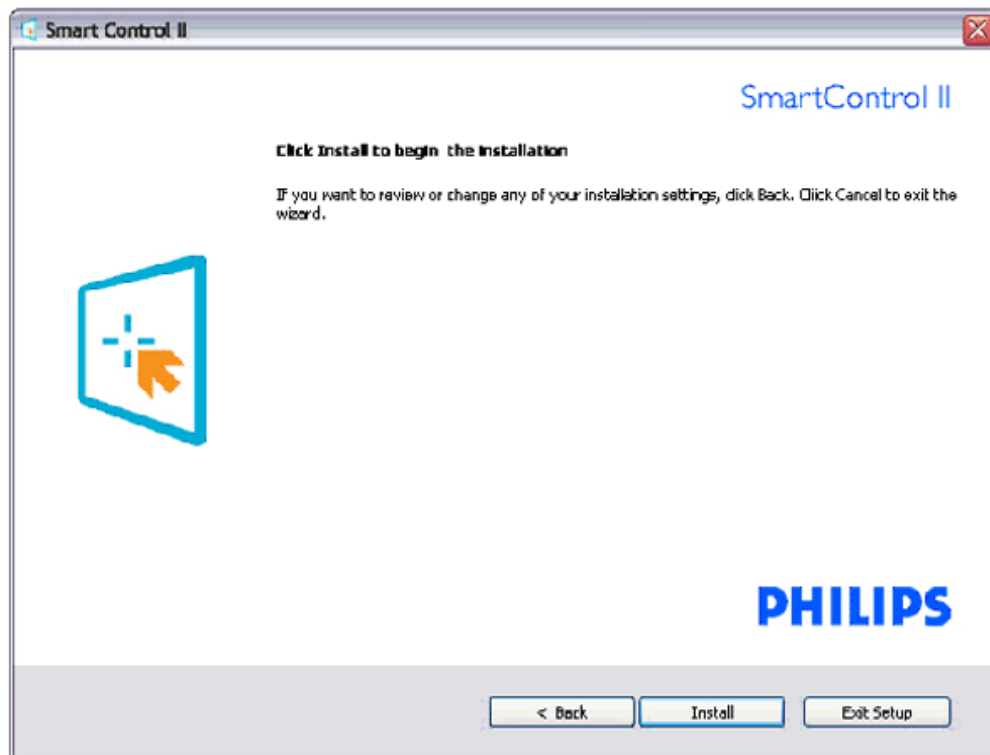 Smart Control II
SmartControl II
Click Install to begin the installation
If you want to review or change any of your installation settings, click Back. Click Cancel to exit the
wizard.
PHILIPS
< Back
Install
Exit Setup